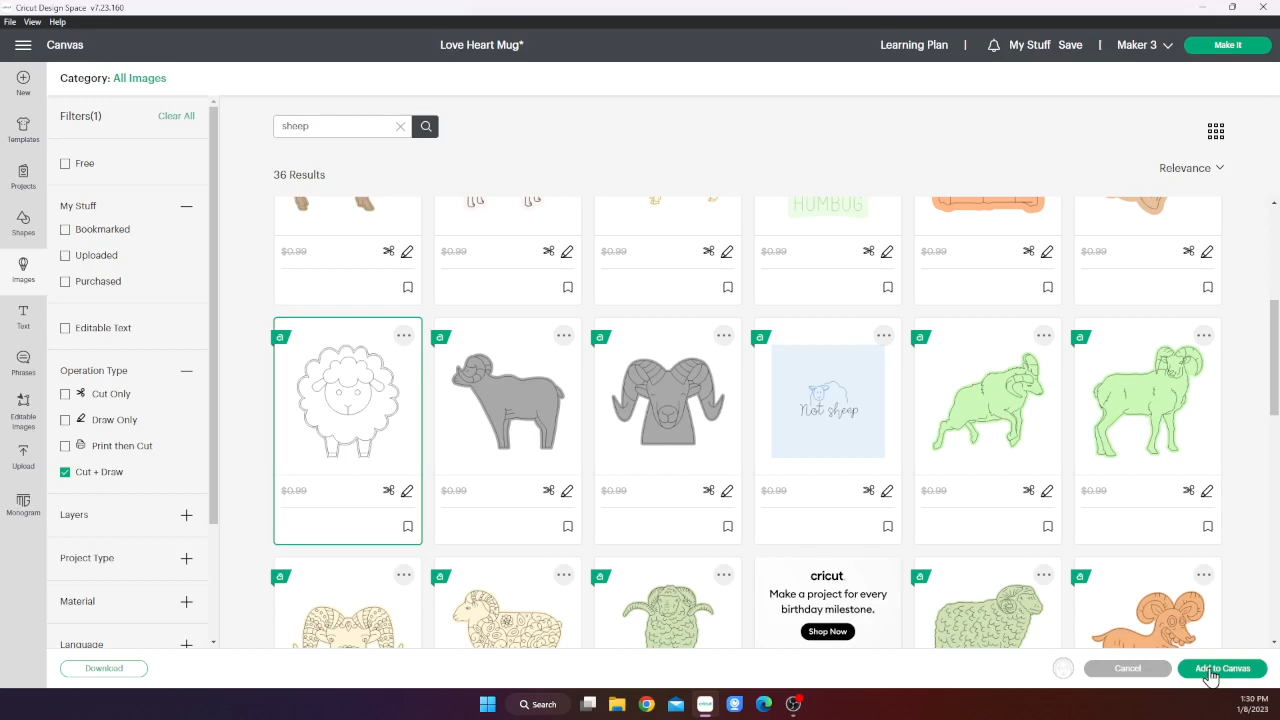 Cricut Design Space v7.23.160
File View Help
Canvas
Love Heart Mug*
Learning Plan | My Stuff Save | Maker 3 Make It
New
Templates
Projects
Shapes
Images
Text
Phrases
Editable Images
Upload
Monogram
Category: All Images
Filters(1) Clear All
Free
My Stuff
Bookmarked
Uploaded
Purchased
Editable Text
Operation Type
Cut Only
Draw Only
Print then Cut
Cut + Draw
Layers
Project Type
Material
Language
sheep
36 Results
Relevance
HUMBUG
$0.99 $0.99 $0.99 $0.99 $0.99 $0.99
a a a a a a
Not sheep
$0.99 $0.99 $0.99 $0.99 $0.99 $0.99
a a a a a
cricut
Make a project for every
birthday milestone.
Shop Now
Download
Cancel
Add to Canvas
Search
cricut
1:30 PM
1/8/2023